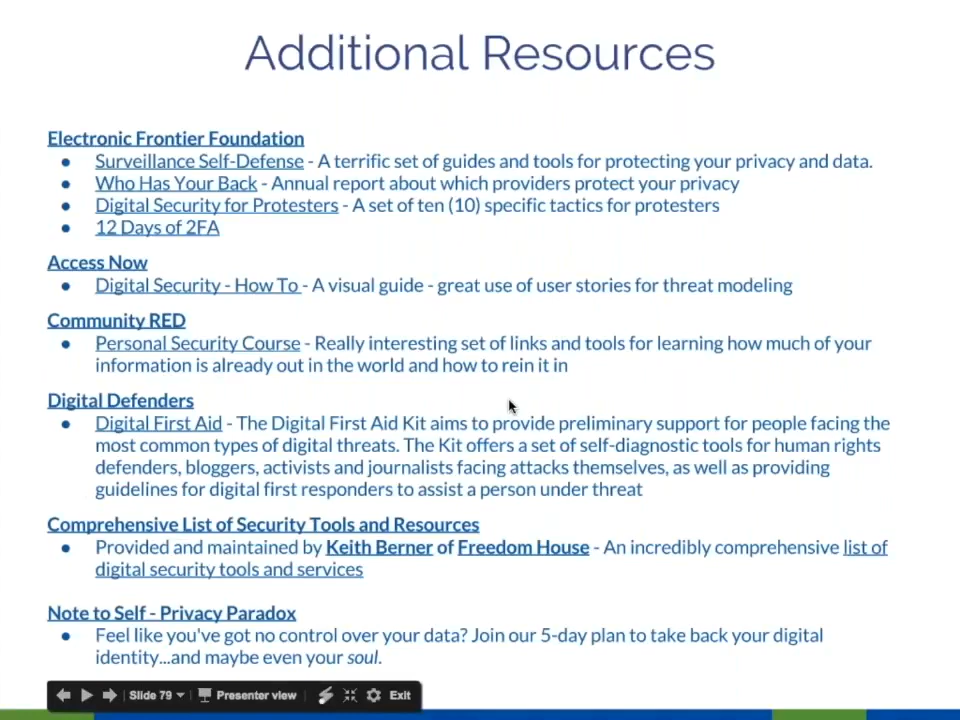 Additional Resources
Electronic Frontier Foundation
● Surveillance Self-Defense - A terrific set of guides and tools for protecting your privacy and data.
● Who Has Your Back - Annual report about which providers protect your privacy
● Digital Security for Protesters - A set of ten (10) specific tactics for protesters
● 12 Days of 2FA
Access Now
● Digital Security - How To - A visual guide - great use of user stories for threat modeling
Community RED
● Personal Security Course - Really interesting set of links and tools for learning how much of your
information is already out in the world and how to rein it in
Digital Defenders
● Digital First Aid - The Digital First Aid Kit aims to provide preliminary support for people facing the
most common types of digital threats. The Kit offers a set of self-diagnostic tools for human rights
defenders, bloggers, activists and journalists facing attacks themselves, as well as providing
guidelines for digital first responders to assist a person under threat
Comprehensive List of Security Tools and Resources
● Provided and maintained by Keith Berner of Freedom House - An incredibly comprehensive list of
digital security tools and services
Note to Self - Privacy Paradox
● Feel like you've got no control over your data? Join our 5-day plan to take back your digital
identity...and maybe even your soul.
Slide 79 Presenter view Exit